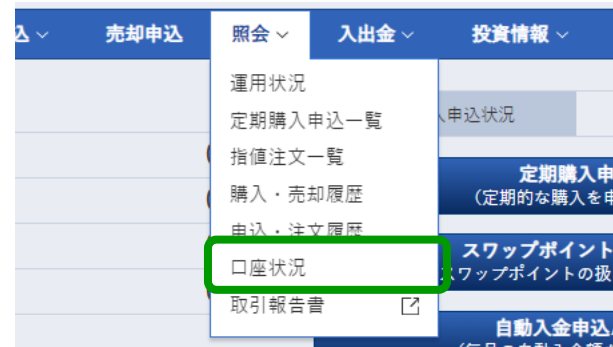 込 売却申込 照会 入出金 投資情報
運用状況
定期購入申込一覧
申込状況
指値注文一覧
定期購入申
購入・売却履歴
（定期的な購入を申
申込・注文履歴
スワップポイント
口座状況
スワップポイントの扱
取引報告書
自動入金申込